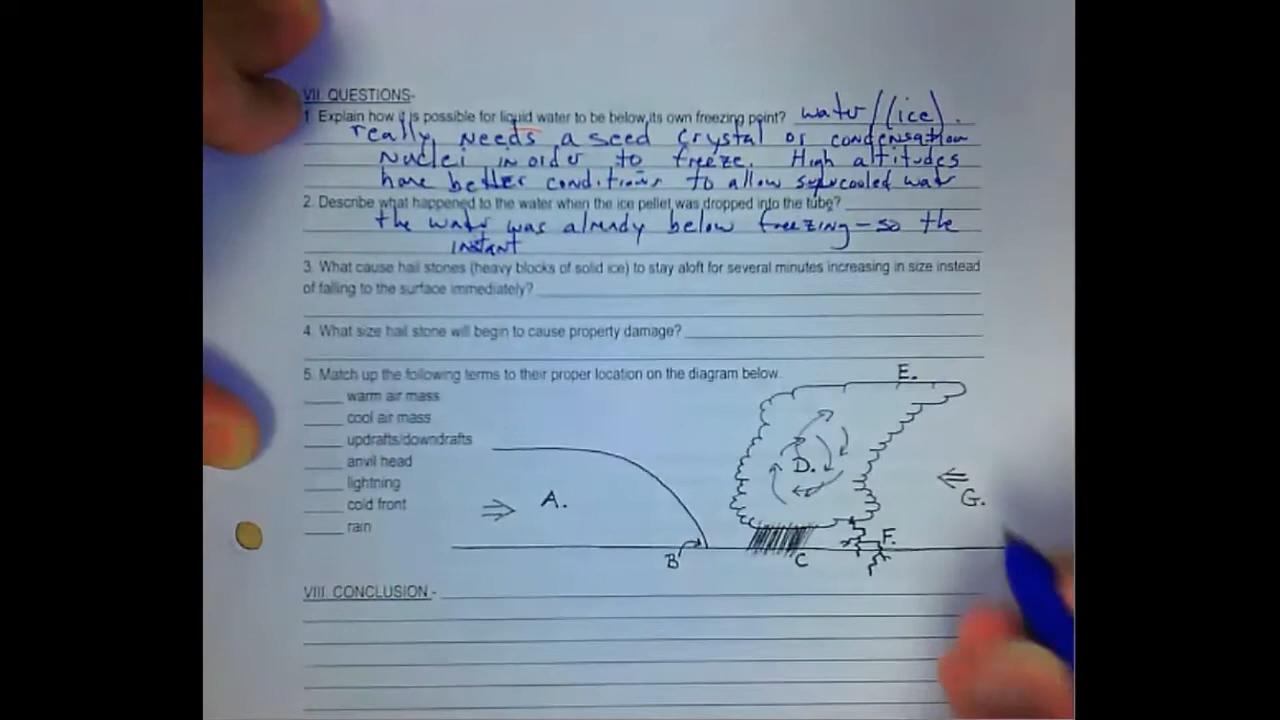 VII. QUESTIONS-
1. Explain how it is possible for liquid water to be below its own freezing point? water/(ice).
really needs a seed crystal or condensation
nuclei in order to freeze. High altitudes
have better conditions to allow supercooled water
2. Describe what happened to the water when the ice pellet was dropped into the tube?
the water was already below freezing-so the
instant
3. What cause hail stones (heavy blocks of solid ice) to stay aloft for several minutes increasing in size instead
of falling to the surface immediately?
4. What size hail stone will begin to cause property damage?
5. Match up the following terms to their proper location on the diagram below.
warm air mass
cool air mass
updrafts/downdrafts
anvil head
lightning
cold front
rain
E.
D.
A.
G.
F.
B
C
VIII. CONCLUSION-